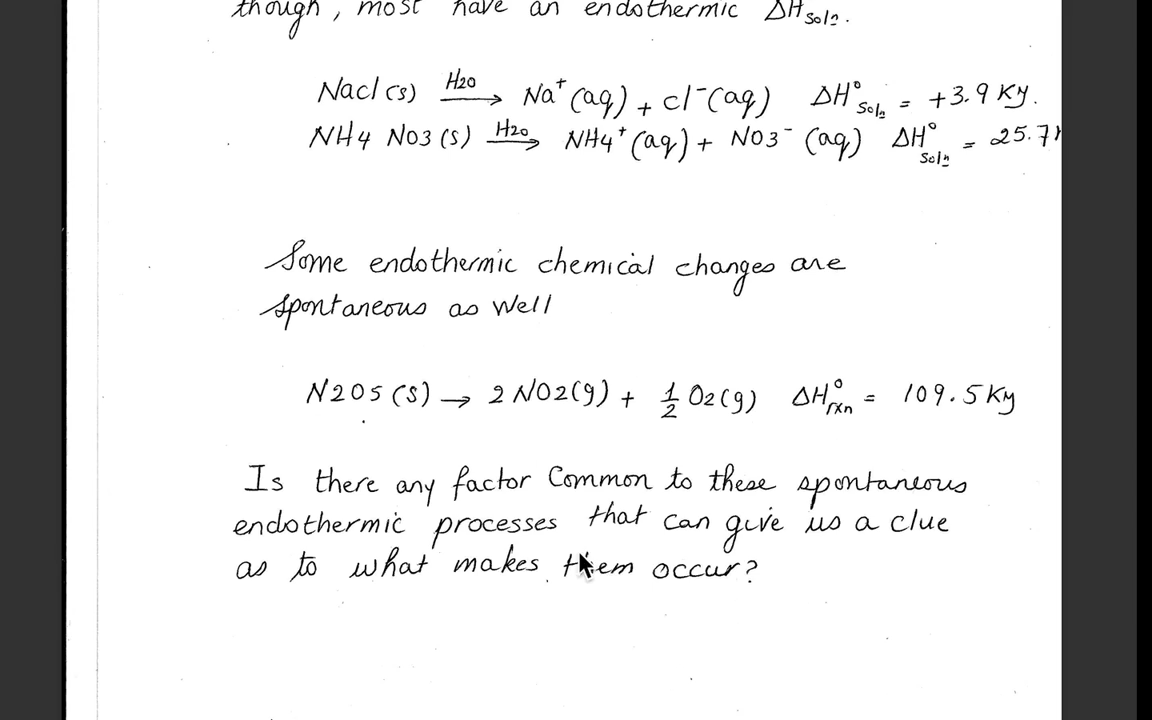 though, most have an endothermic ΔHsoln.
Nacl(s) H2O⟶ Na⁺(aq) + cl⁻(aq) ΔH°soln = +3.9 KJ.
NH4 NO3(s) H2O⟶ NH4⁺(aq) + NO3⁻(aq) ΔH°soln = 25.7
Some endothermic chemical changes are
spontaneous as well
N2O5(s) → 2 NO2(g) + 1/2 O2(g) ΔH°rxn = 109.5 KJ
Is there any factor Common to these spontaneous
endothermic processes that can give us a clue
as to what makes them occur?